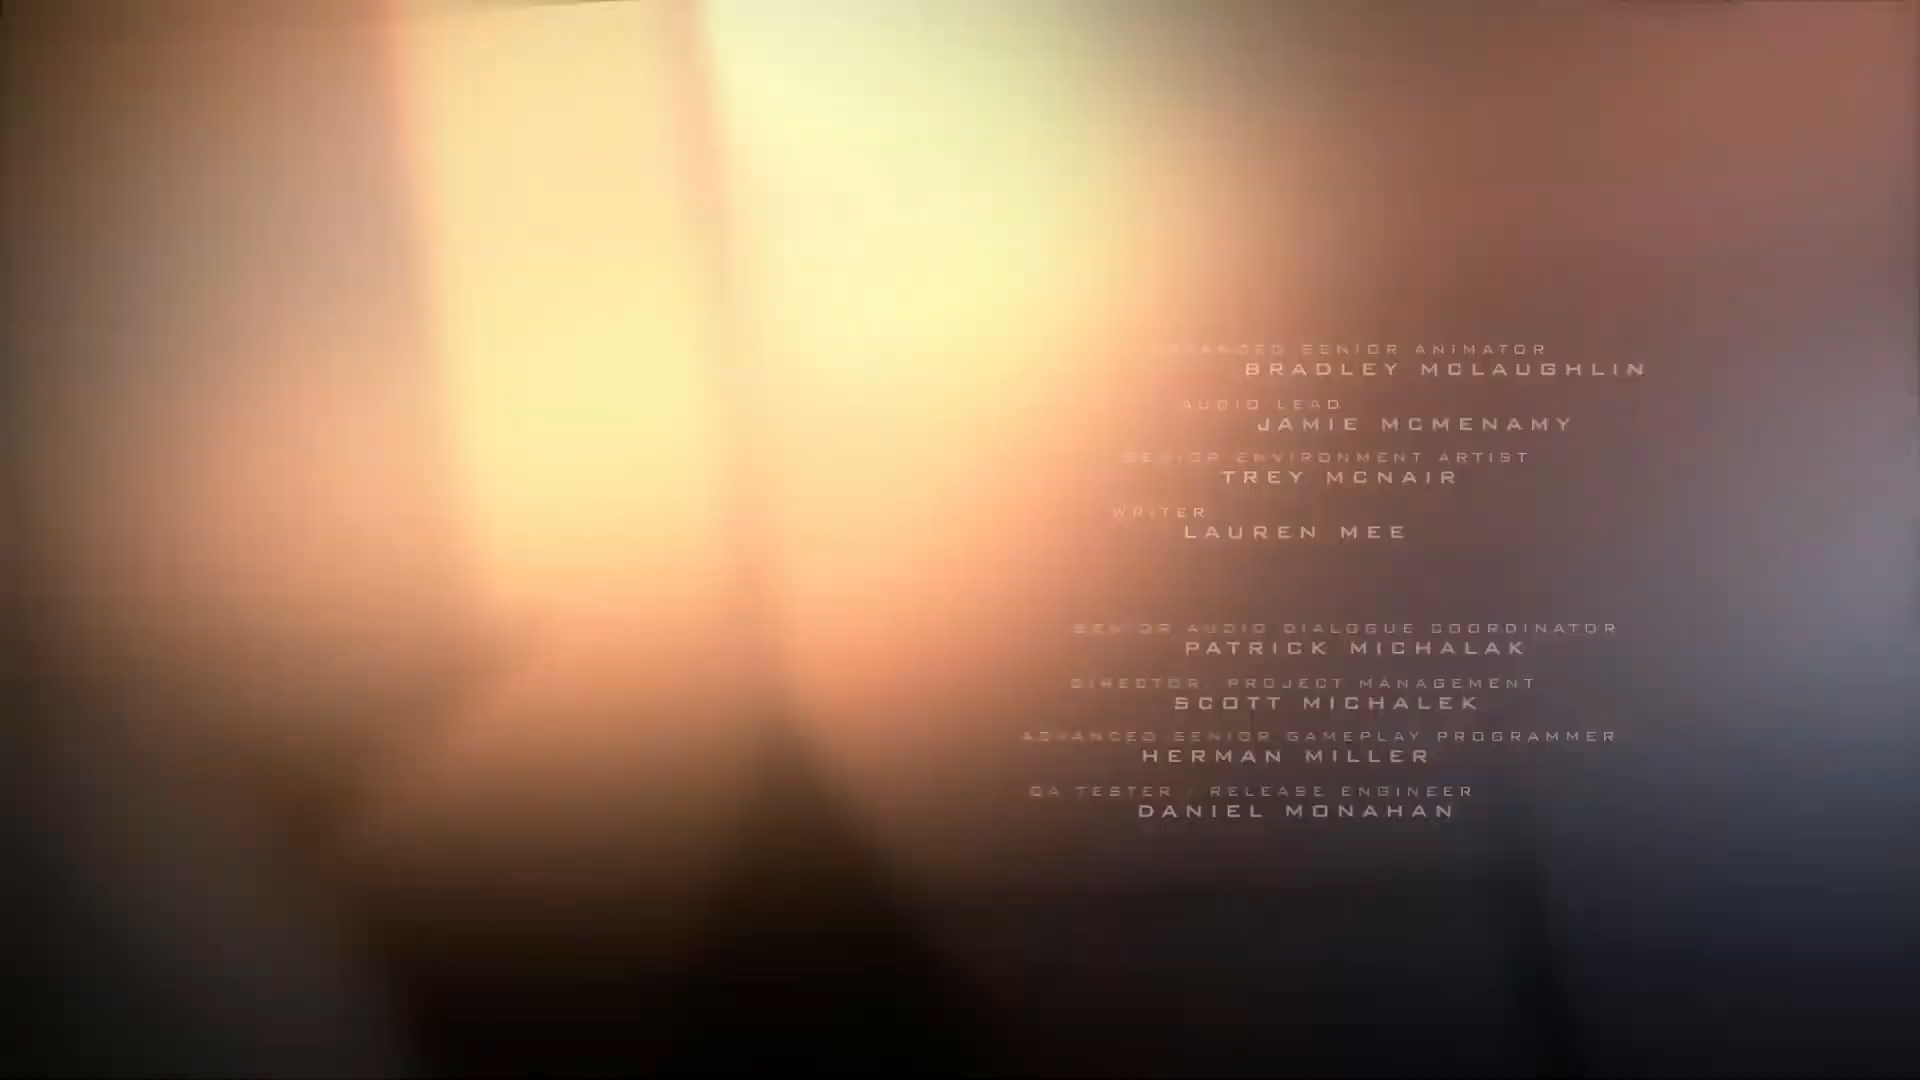 ADVANCED SENIOR ANIMATOR
BRADLEY MCLAUGHLIN
AUDIO LEAD
JAMIE MCMENAMY
SENIOR ENVIRONMENT ARTIST
TREY MCNAIR
WRITER
LAUREN MEE
SENIOR AUDIO DIALOGUE COORDINATOR
PATRICK MICHALAK
DIRECTOR, PROJECT MANAGEMENT
SCOTT MICHALEK
ADVANCED SENIOR GAMEPLAY PROGRAMMER
HERMAN MILLER
QA TESTER / RELEASE ENGINEER
DANIEL MONAHAN